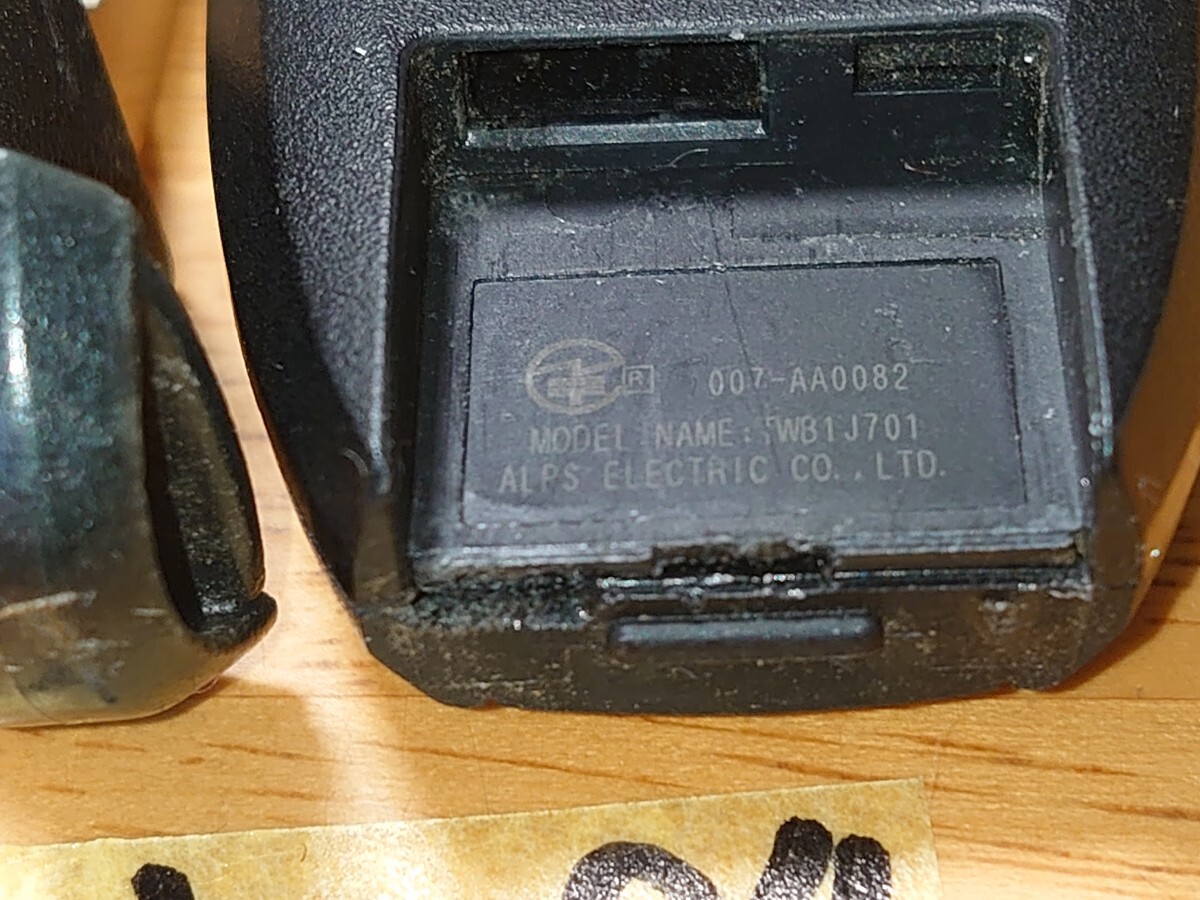 R 007-AA0082
MODEL NAME: TWB1J701
ALPS ELECTRIC CO., LTD.